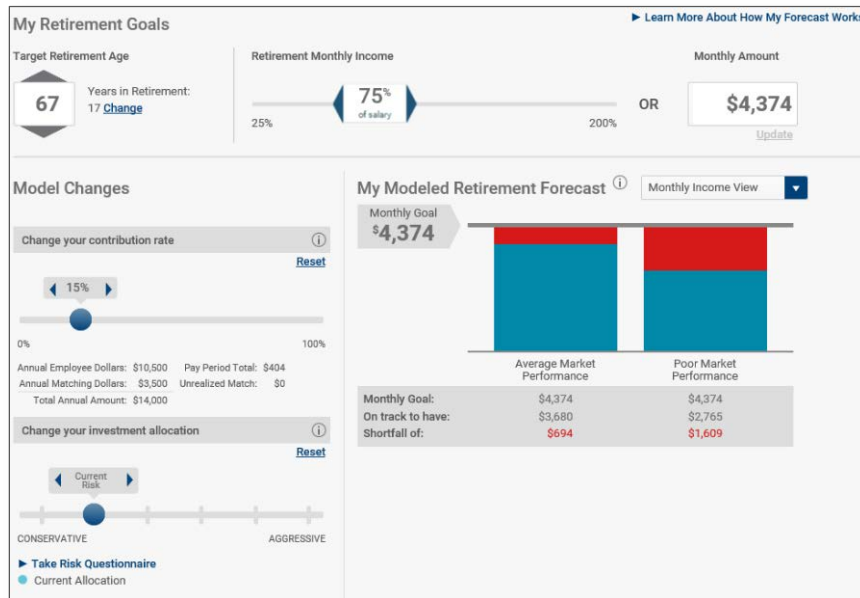 My Retirement Goals
▶ Learn More About How My Forecast Works
Target Retirement Age
67
Years in Retirement:
17 Change
Retirement Monthly Income
75%
of salary
25%
200%
OR
Monthly Amount
$4,374
Update
Model Changes
Change your contribution rate
Reset
15%
0%
100%
Annual Employee Dollars: $10,500 Pay Period Total: $404
Annual Matching Dollars: $3,500 Unrealized Match: $0
Total Annual Amount: $14,000
Change your investment allocation
Reset
Current
Risk
CONSERVATIVE
AGGRESSIVE
▶ Take Risk Questionnaire
Current Allocation
My Modeled Retirement Forecast
Monthly Income View
Monthly Goal
$4,374
Average Market
Performance
Poor Market
Performance
Monthly Goal: $4,374 $4,374
On track to have: $3,680 $2,765
Shortfall of: $694 $1,609